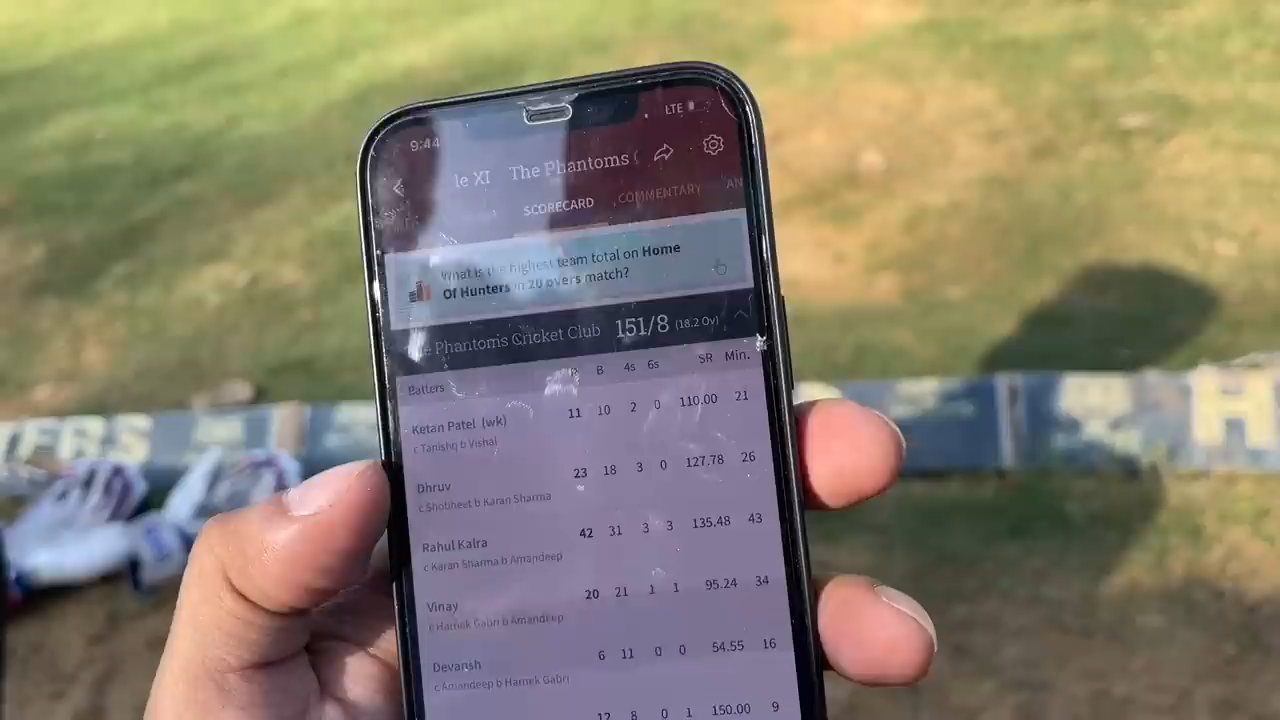 9:44 LTE
le XI The Phantoms C
SCORECARD COMMENTARY AN
What is the highest team total on Home
Of Hunters in 20 overs match?
The Phantoms Cricket Club 151/8 (18.2 Ov)
Batters R B 4s 6s SR Min.
Ketan Patel (wk) 11 10 2 0 110.00 21
c Tanishq b Vishal
Dhruv 23 18 3 0 127.78 26
c Shobheet b Karan Sharma
Rahul Kalra 42 31 3 3 135.48 43
c Karan Sharma b Amandeep
Vinay 20 21 1 1 95.24 34
c Harnek Gabri b Amandeep
Devansh 6 11 0 0 54.55 16
c Amandeep b Harnek Gabri
12 8 0 1 150.00 9
TERS